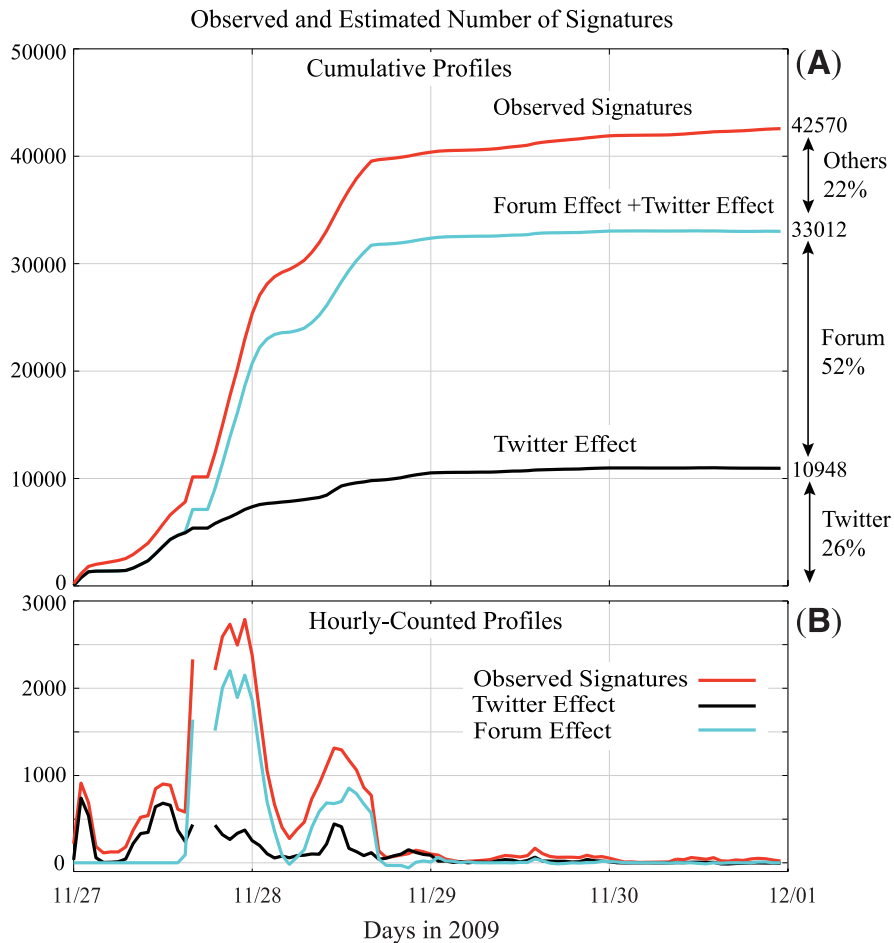 Observed and Estimated Number of Signatures
50000
Cumulative Profiles
(A)
Observed Signatures
42570
40000
Others
22%
Forum Effect +Twitter Effect
33012
30000
Forum
52%
20000
Twitter Effect
10948
10000
Twitter
26%
0
3000
Hourly-Counted Profiles
(B)
Observed Signatures
2000
Twitter Effect
Forum Effect
1000
0
11/27
11/28
11/29
11/30
12/01
Days in 2009